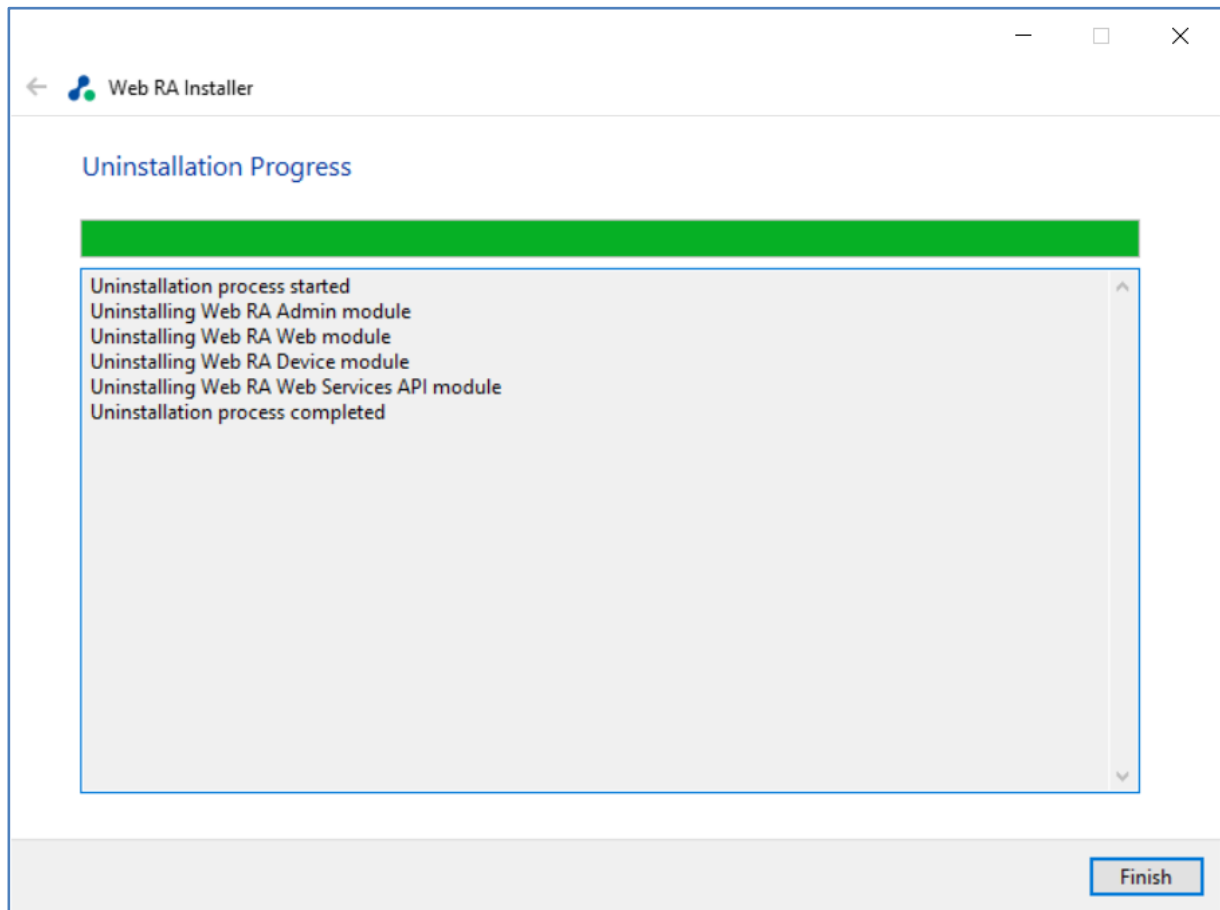 Web RA Installer
Uninstallation Progress
Uninstallation process started
Uninstalling Web RA Admin module
Uninstalling Web RA Web module
Uninstalling Web RA Device module
Uninstalling Web RA Web Services API module
Uninstallation process completed
Finish